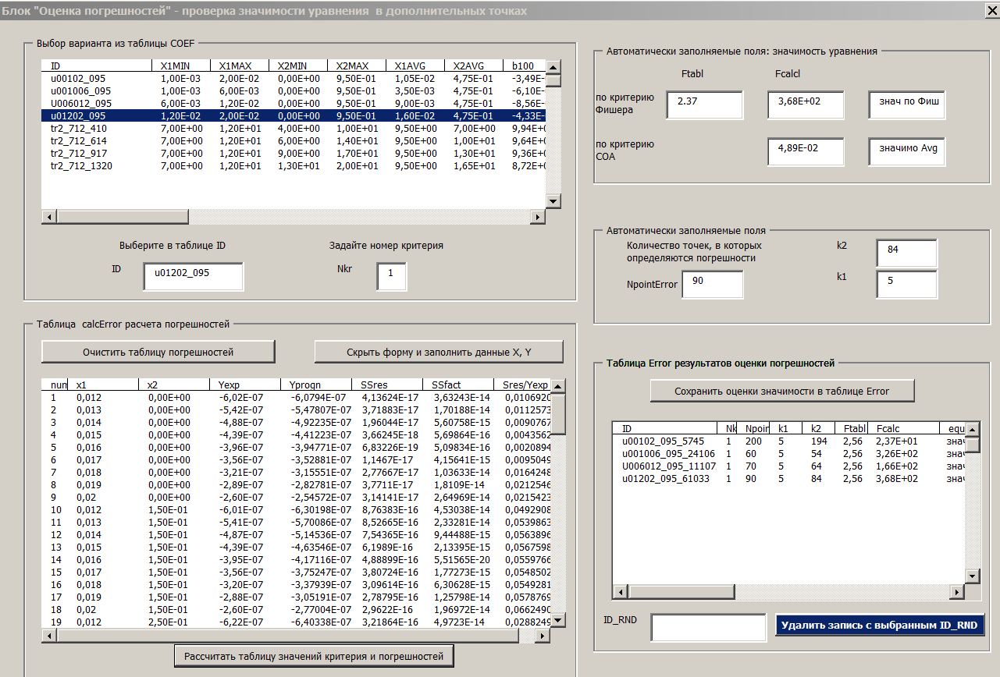 Блок "Оценка погрешностей" - проверка значимости уравнения в дополнительных точках
Выбор варианта из таблицы COEF
ID X1MIN X1MAX X2MIN X2MAX X1AVG X2AVG b100
u00102_095 1,00E-03 2,00E-02 0,00E+00 9,50E-01 1,05E-02 4,75E-01 -3,49E-
u001006_095 1,00E-03 6,00E-03 0,00E+00 9,50E-01 3,50E-03 4,75E-01 -6,10E-
U006012_095 6,00E-03 1,20E-02 0,00E+00 9,50E-01 9,00E-03 4,75E-01 -8,56E-
u01202_095 1,20E-02 2,00E-02 0,00E+00 9,50E-01 1,60E-02 4,75E-01 -4,33E-
tr2_712_410 7,00E+00 1,20E+01 4,00E+00 1,00E+01 9,50E+00 7,00E+00 9,94E+0
tr2_712_614 7,00E+00 1,20E+01 6,00E+00 1,40E+01 9,50E+00 1,00E+01 9,64E+0
tr2_712_917 7,00E+00 1,20E+01 9,00E+00 1,70E+01 9,50E+00 1,30E+01 9,36E+0
tr2_712_1320 7,00E+00 1,20E+01 1,30E+01 2,00E+01 9,50E+00 1,65E+01 8,72E+0
Выберите в таблице ID
Задайте номер критерия
ID u01202_095
Nkr 1
Таблица calcError расчета погрешностей
Очистить таблицу погрешностей
Скрыть форму и заполнить данные X, Y
num x1 x2 Yexp Yprogn SSres SSfact Sres/Yexp
1 0,012 0,00E+00 -6,02E-07 -6,0794E-07 4,13624E-17 3,63243E-14 0,0106920
2 0,013 0,00E+00 -5,42E-07 -5,47807E-07 3,71883E-17 1,70188E-14 0,0112573
3 0,014 0,00E+00 -4,88E-07 -4,92235E-07 1,96044E-17 5,60758E-15 0,0090767
4 0,015 0,00E+00 -4,39E-07 -4,41223E-07 3,66245E-18 5,69864E-16 0,0043562
5 0,016 0,00E+00 -3,96E-07 -3,94771E-07 6,83226E-19 5,09834E-16 0,0020894
6 0,017 0,00E+00 -3,56E-07 -3,52881E-07 1,1467E-17 4,15641E-15 0,0095049
7 0,018 0,00E+00 -3,21E-07 -3,15551E-07 2,77667E-17 1,03633E-14 0,0164248
8 0,019 0,00E+00 -2,89E-07 -2,82781E-07 3,7711E-17 1,8109E-14 0,0212546
9 0,02 0,00E+00 -2,60E-07 -2,54572E-07 3,14141E-17 2,64969E-14 0,0215423
10 0,012 1,50E-01 -6,01E-07 -6,30198E-07 8,76383E-16 4,53038E-14 0,0492908
11 0,013 1,50E-01 -5,41E-07 -5,70086E-07 8,52665E-16 2,33281E-14 0,0539863
12 0,014 1,50E-01 -4,87E-07 -5,14536E-07 7,54365E-16 9,44488E-15 0,0563896
13 0,015 1,50E-01 -4,39E-07 -4,63546E-07 6,1989E-16 2,13395E-15 0,0567598
14 0,016 1,50E-01 -3,95E-07 -4,17116E-07 4,88899E-16 5,51565E-20 0,0559766
15 0,017 1,50E-01 -3,56E-07 -3,75247E-07 3,80724E-16 1,77273E-15 0,0548502
16 0,018 1,50E-01 -3,20E-07 -3,37939E-07 3,09614E-16 6,30628E-15 0,0549281
17 0,019 1,50E-01 -2,88E-07 -3,05191E-07 2,78795E-16 1,25798E-14 0,0578769
18 0,02 1,50E-01 -2,60E-07 -2,77004E-07 2,9622E-16 1,96972E-14 0,0662490
19 0,012 2,50E-01 -6,22E-07 -6,40338E-07 3,21864E-16 4,9723E-14 0,0288249
Рассчитать таблицу значений критерия и погрешностей
Автоматически заполняемые поля: значимость уравнения
Ftabl Fcalcl
по критерию
Фишера
2.37 3,68E+02 знач по Фиш
по критерию
СОА
4,89E-02 значимо Avg
Автоматически заполняемые поля
Количество точек, в которых
определяются погрешности
NpointError 90
k2 84
k1 5
Таблица Error результатов оценки погрешностей
Сохранить оценки значимости в таблице Error
ID Nk Npoin k1 k2 Ftabl Fcalc equ
u00102_095_5745 1 200 5 194 2,56 2,37E+01 знач
u001006_095_24106 1 60 5 54 2,56 3,26E+02 знач
U006012_095_11107 1 70 5 64 2,56 1,66E+02 знач
u01202_095_61033 1 90 5 84 2,56 3,68E+02 знач
ID_RND
Удалить запись с выбранным ID_RND